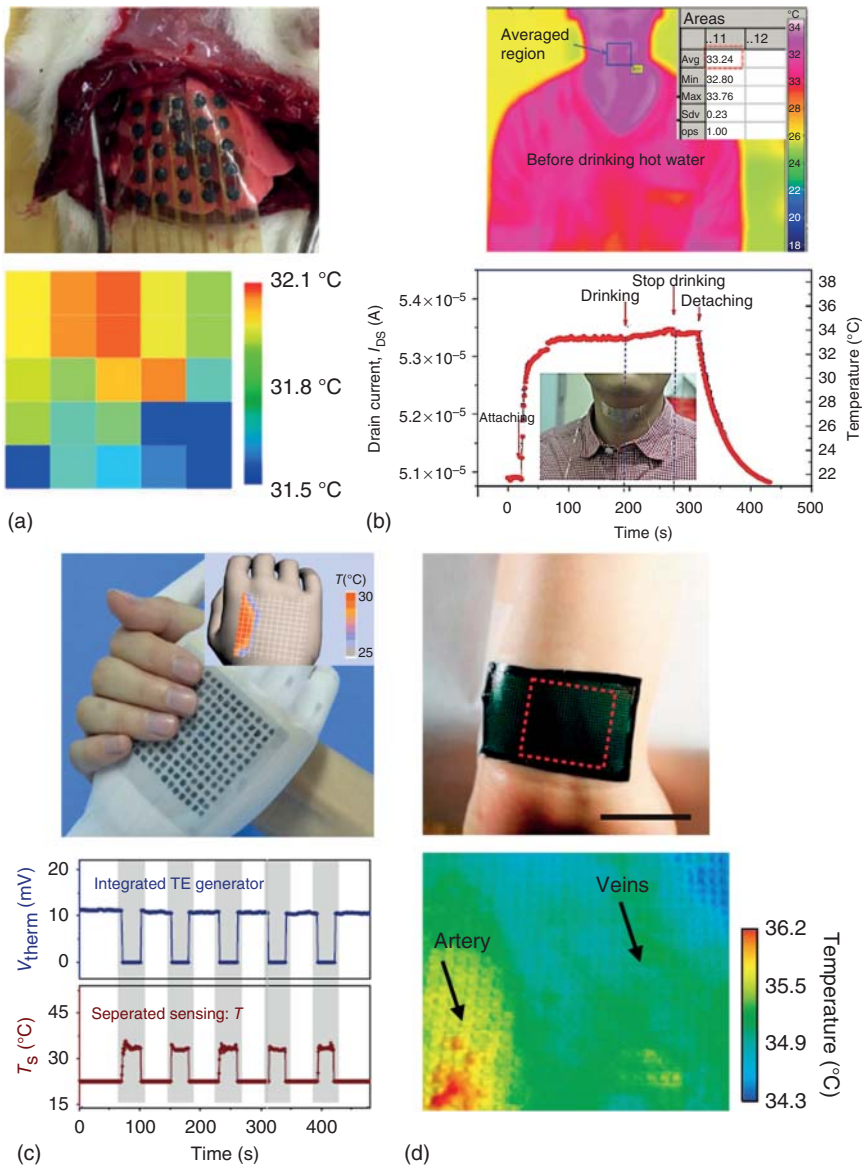 32.1 °C
31.8 °C
31.5 °C
(a)
Averaged
region
Areas
..11 ..12
Avg 33.24
Min 32.80
Max 33.76
Sdv 0.23
ops 1.00
Before drinking hot water
°C
34
32
30
28
26
24
22
20
18
Drain current, IDS (A)
5.4×10⁻⁵
5.3×10⁻⁵
5.2×10⁻⁵
5.1×10⁻⁵
Stop drinking
Drinking
Detaching
Attaching
38
36
34
32
30
28
26
24
22
Temperature (°C)
0 100 200 300 400 500
Time (s)
(b)
T(°C)
30
25
Vtherm (mV)
20
10
0
Integrated TE generator
Ts (°C)
45
30
15
Seperated sensing: T
0 100 200 300 400
Time (s)
(c)
Veins
Artery
36.2
35.5
34.9
34.3
Temperature (°C)
(d)